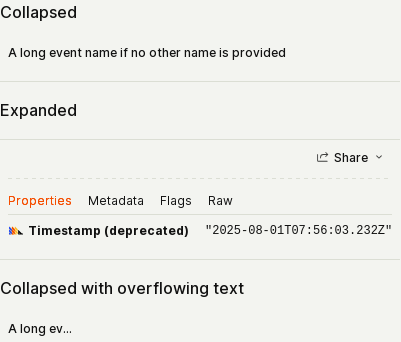 Collapsed
A long event name if no other name is provided
Expanded
Share
Properties Metadata Flags Raw
Timestamp (deprecated) "2025-08-01T07:56:03.232Z"
Collapsed with overflowing text
A long ev...